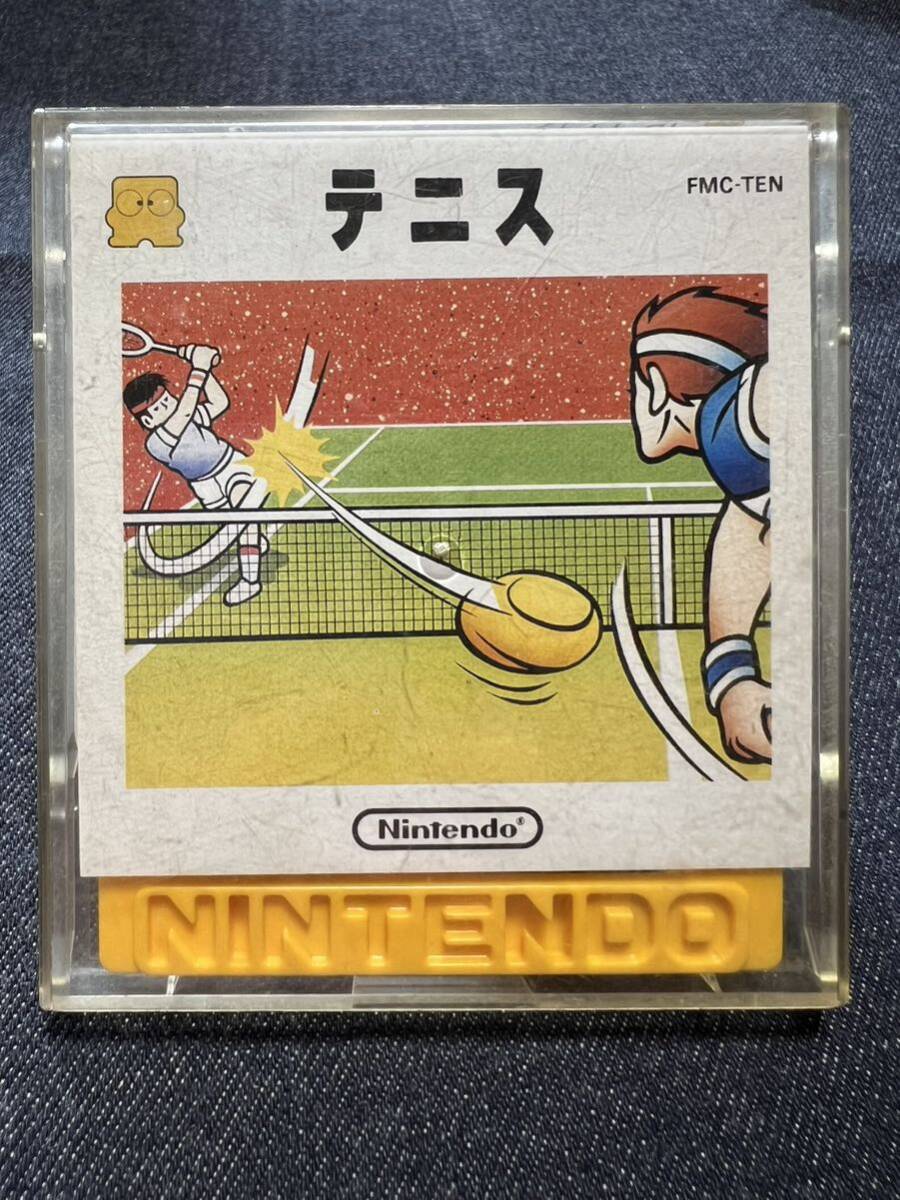 テニス
FMC-TEN
Nintendo®
NINTENDO